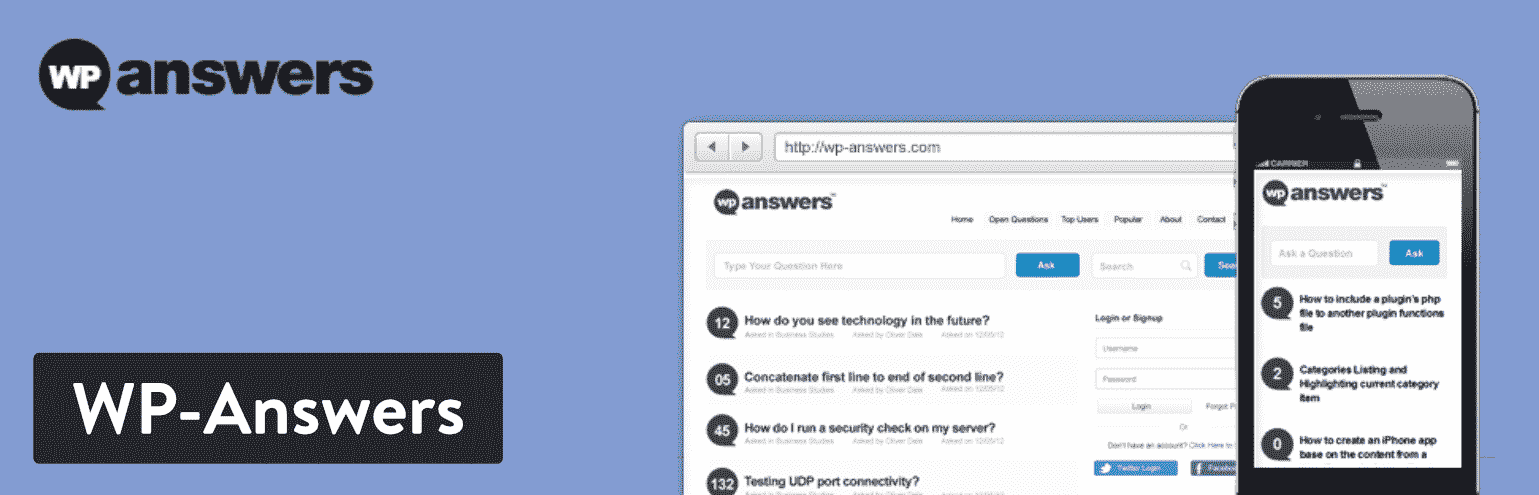 WP answers
WP-Answers
http://wp-answers.com
wp answers™
Home Open Questions Top Users Popular About Contact
Type Your Question Here Ask Search
12 How do you see technology in the future?
Asked in Business Studies Asked by Oliver Dale Asked on 12/05/12
05 Concatenate first line to end of second line?
Asked in Business Studies Asked by Oliver Dale Asked on 12/05/12
45 How do I run a security check on my server?
Asked in Business Studies Asked by Oliver Dale Asked on 12/05/12
132 Testing UDP port connectivity?
Login or Signup
Username
Password
Login Forgot
Or
Don't have an account? Click Here to
Twitter Login
CARRIER
wp answers™
Ask a Question Ask
5 How to include a plugin's php
file to another plugin functions
file
2 Categories Listing and
Highlighting current category
item
0 How to create an iPhone app
base on the content from a